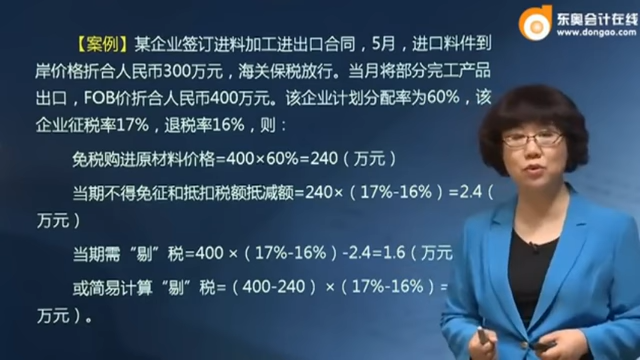 东奥会计在线
www.dongao.com
【案例】某企业签订进料加工进出口合同，5月，进口料件到
岸价格折合人民币300万元，海关保税放行。当月将部分完工产品
出口，FOB价折合人民币400万元。该企业计划分配率为60%，该
企业征税率17%，退税率16%，则：
免税购进原材料价格=400×60%=240（万元）
当期不得免征和抵扣税额抵减额=240×（17%-16%）=2.4（
万元）
当期需“剔”税=400 ×（17%-16%）-2.4=1.6（万元
或简易计算“剔”税=（400-240）×（17%-16%）=
万元）。